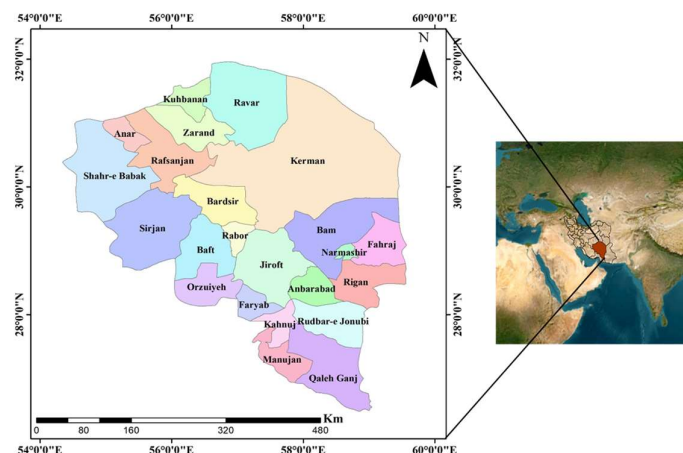 54°0'0"E 56°0'0"E 58°0'0"E 60°0'0"E
N
32°0'0"N
32°0'0"N
Kuhbanan
Ravar
Anar
Zarand
Rafsanjan
Kerman
Shahr-e Babak
30°0'0"N
30°0'0"N
Bardsir
Sirjan
Rabor
Bam
Baft
Narmashir
Fahraj
Jiroft
Orzuiyeh
Anbarabad
Rigan
Faryab
28°0'0"N
28°0'0"N
Kahnuj
Rudbar-e Jonubi
Manujan
Qaleh Ganj
Km
0 80 160 320 480
54°0'0"E 56°0'0"E 58°0'0"E 60°0'0"E